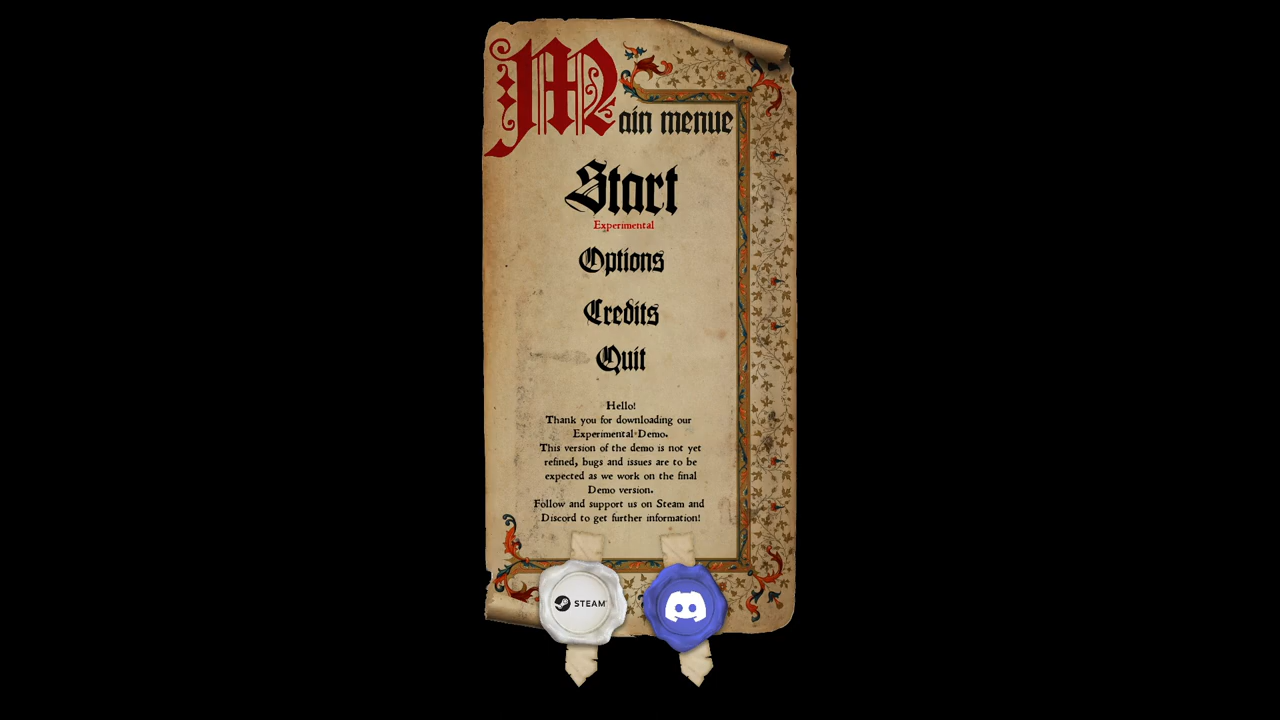 Main menue
Start
Experimental
Options
Credits
Quit
Hello!
Thank you for downloading our
Experimental Demo.
This version of the demo is not yet
refined, bugs and issues are to be
expected as we work on the final
Demo version.
Follow and support us on Steam and
Discord to get further information!
STEAM